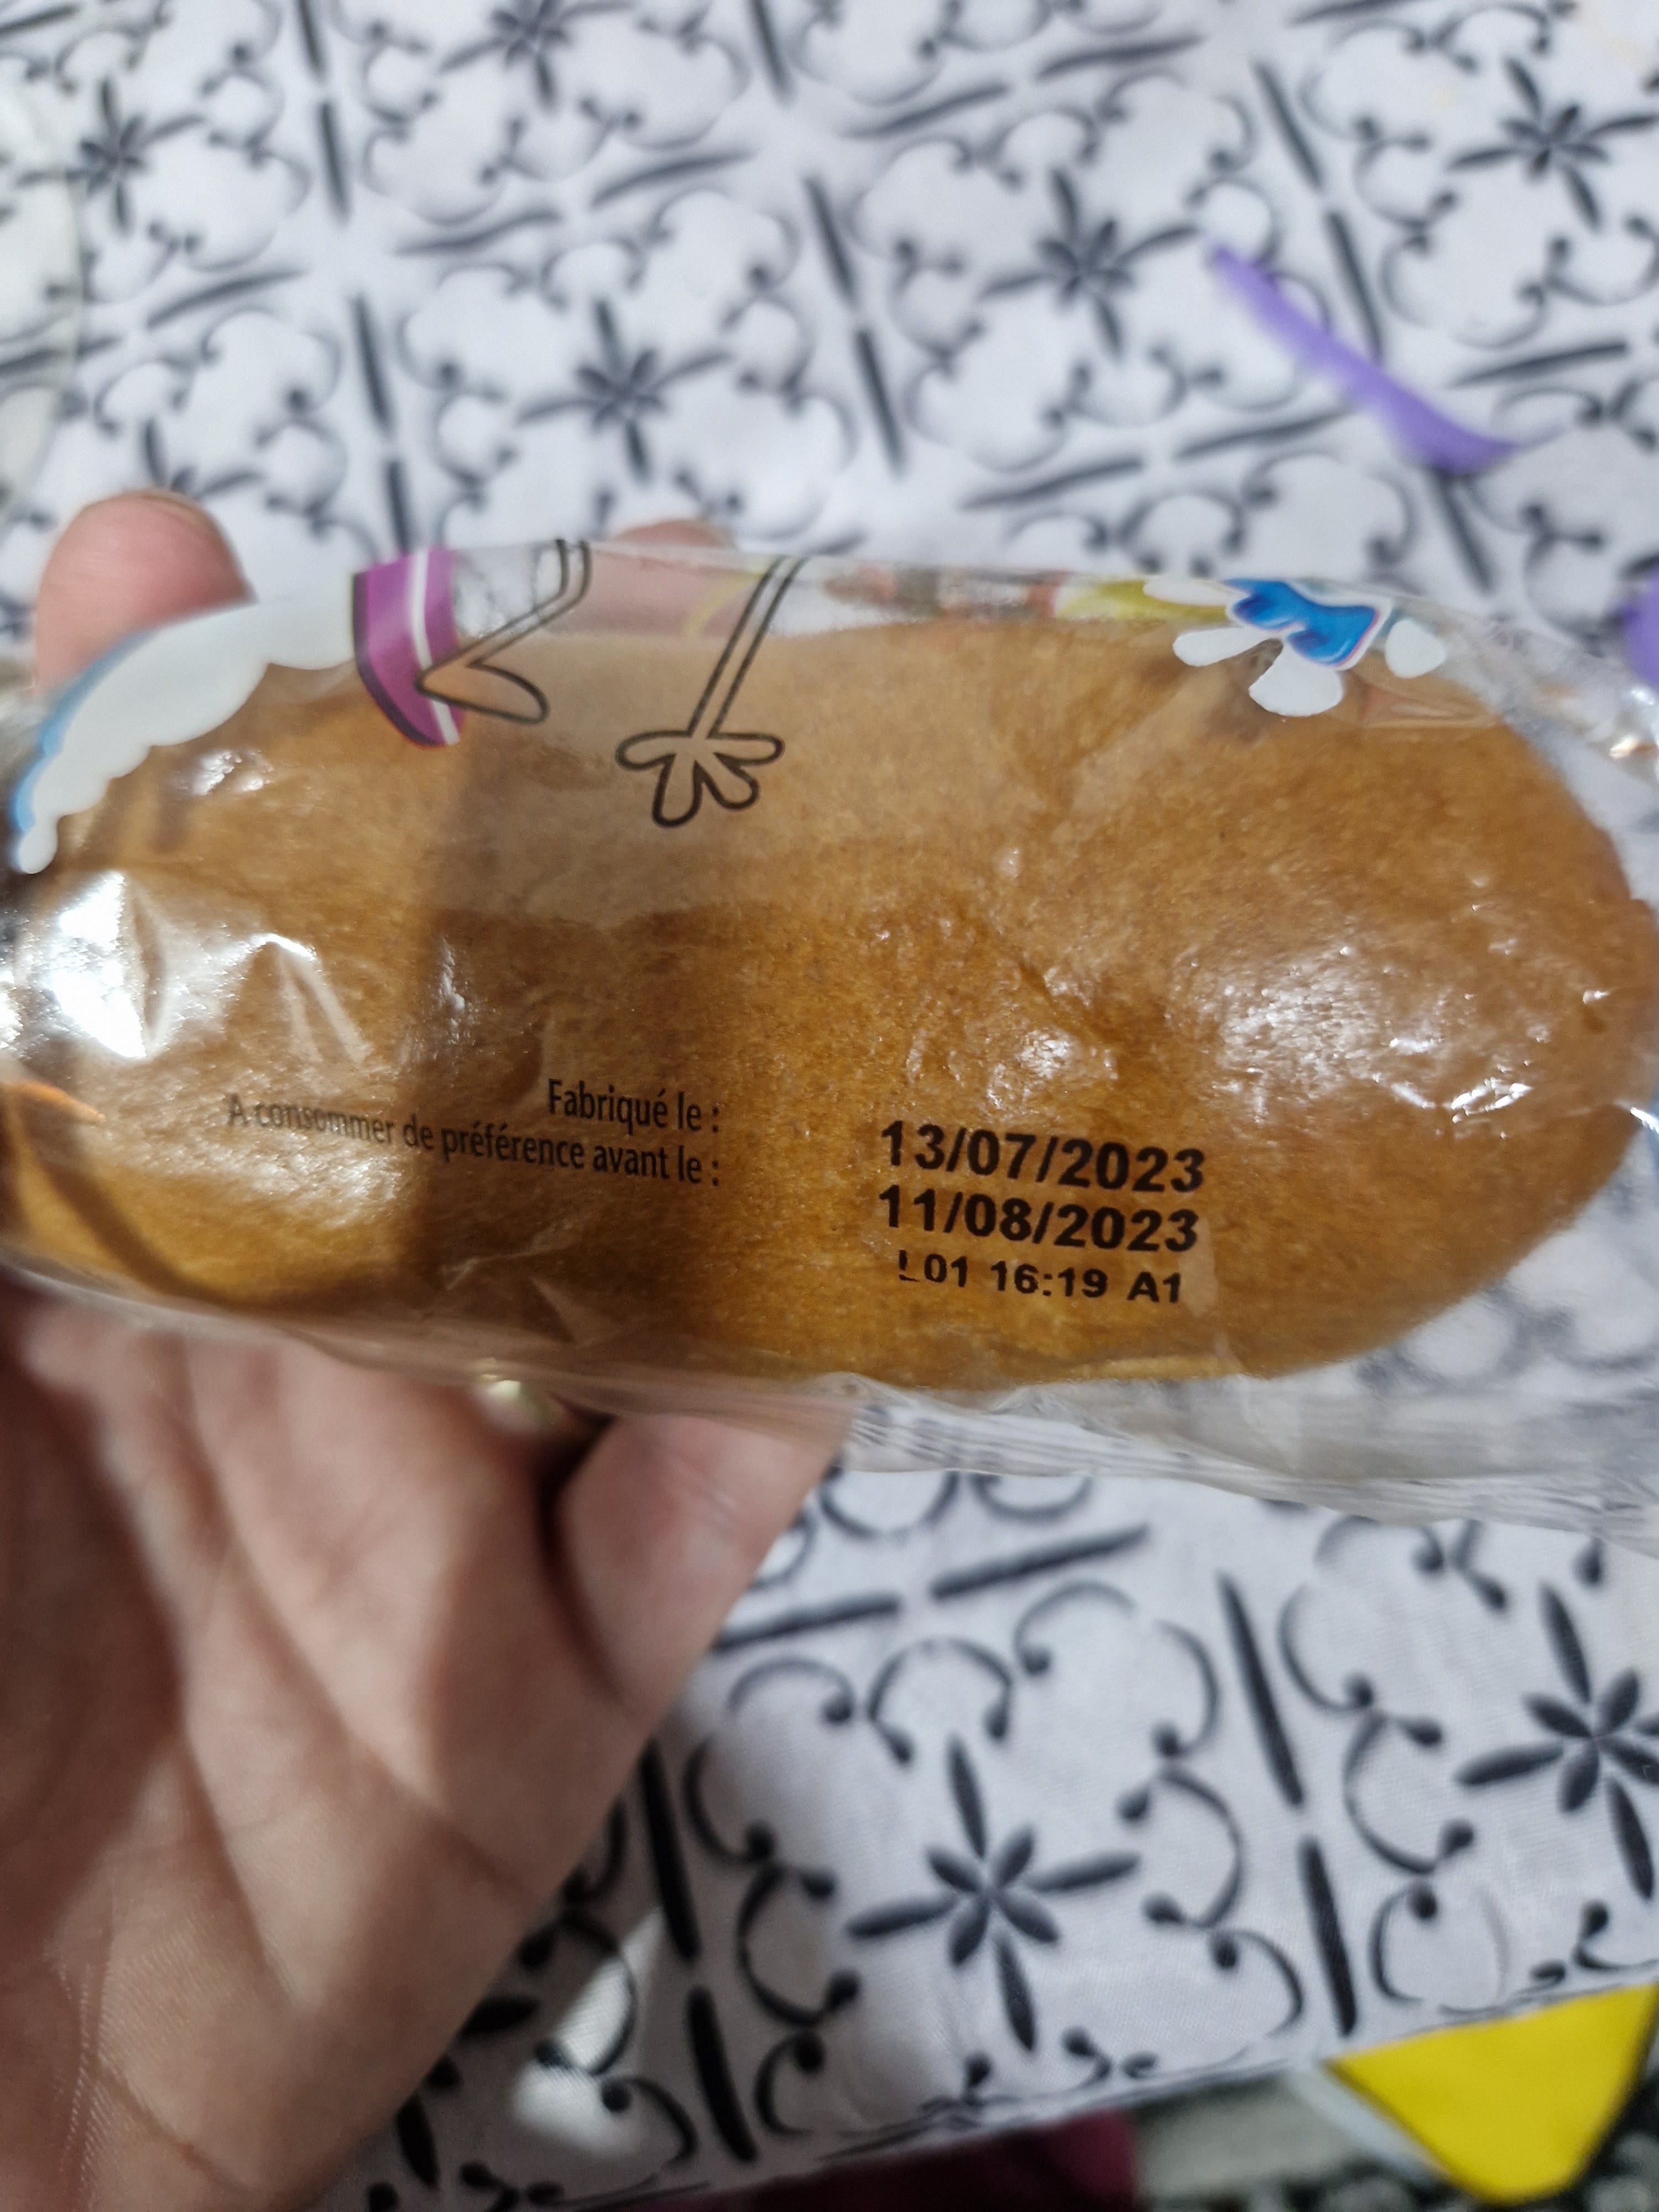 Fabriqué le : 13/07/2023
A consommer de préférence avant le : 11/08/2023
L01 16:19 A1